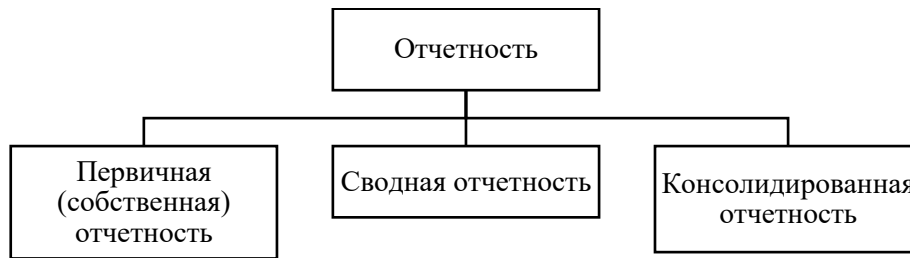 Отчетность
Первичная
(собственная)
отчетность
Сводная отчетность
Консолидированная
отчетность